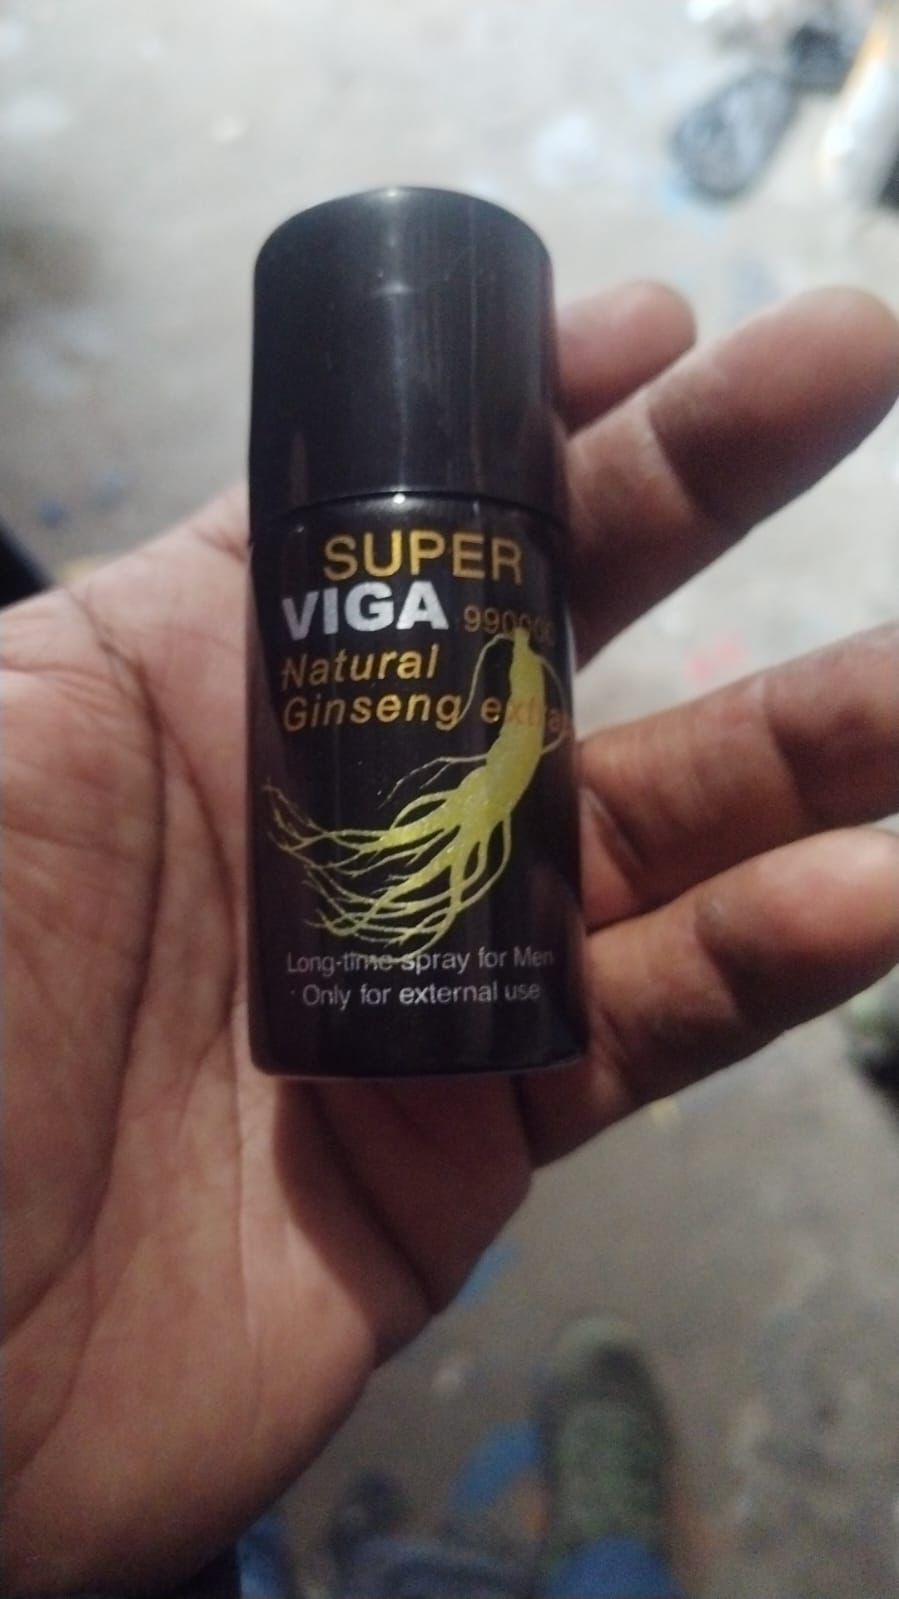 SUPER
VIGA
Natural
Ginseng
Long-time spray for Men
· Only for external use